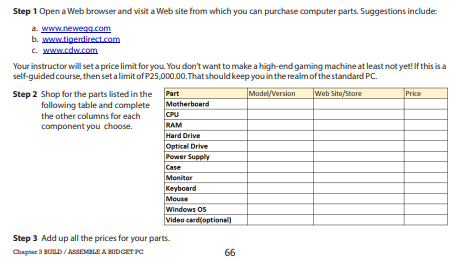 Step 1 Open a Web browser and visit a Web site from which you can purchase computer parts. Suggestions include:
a. www.newegg.com
b. www.tigerdirect.com
c. www.cdw.com
Your instructor will set a price limit for you. You don't want to make a high-end gaming machine at least not yet! If this is a
self-guided course, then set a limit of P25,000.00. That should keep you in the realm of the standard PC.
Step 2 Shop for the parts listed in the
following table and complete
the other columns for each
component you choose.
Part Model/Version Web Site/Store Price
Motherboard
CPU
RAM
Hard Drive
Optical Drive
Power Supply
Case
Monitor
Keyboard
Mouse
Windows OS
Video card(optional)
Step 3 Add up all the prices for your parts.
Chapter 3 BUILD / ASSEMBLE A BUDGET PC 66